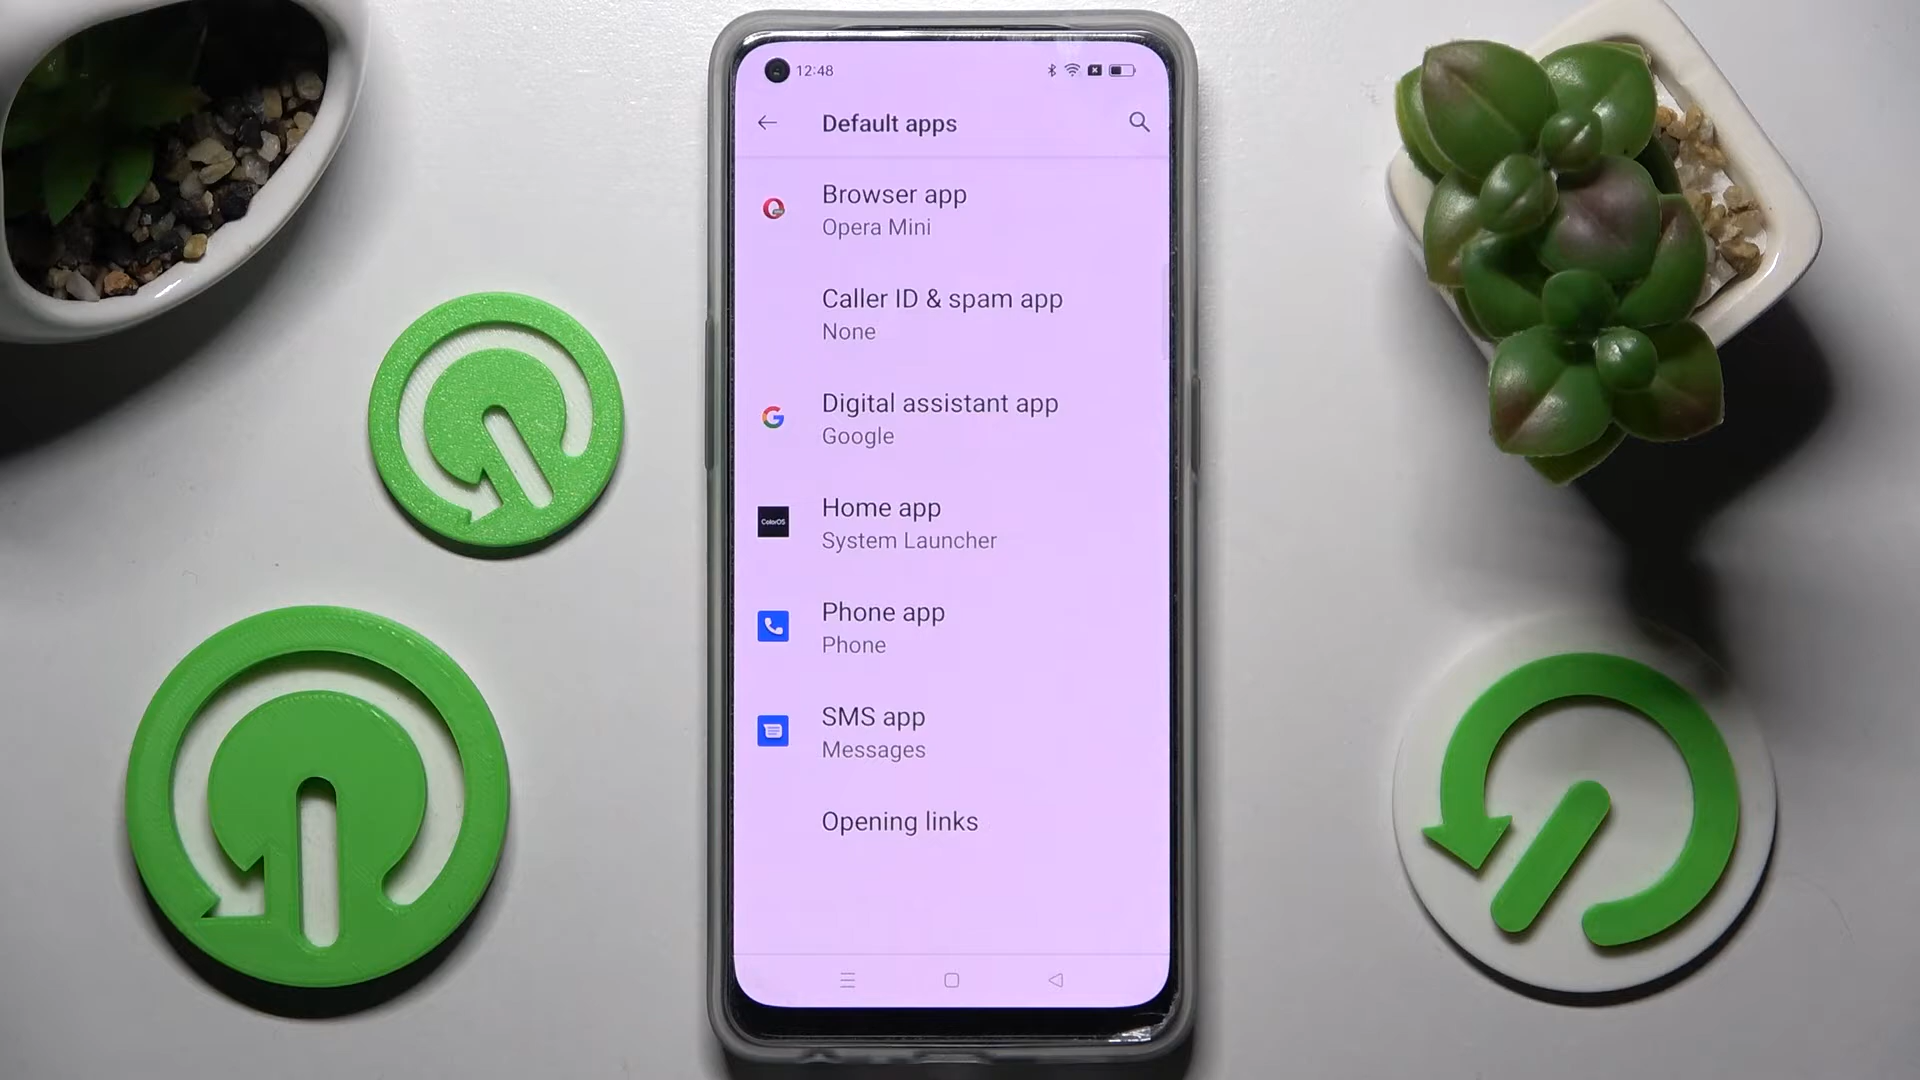 12:48
Default apps
Browser app
Opera Mini
Caller ID & spam app
None
Digital assistant app
Google
Home app
System Launcher
ColorOS
Phone app
Phone
SMS app
Messages
Opening links